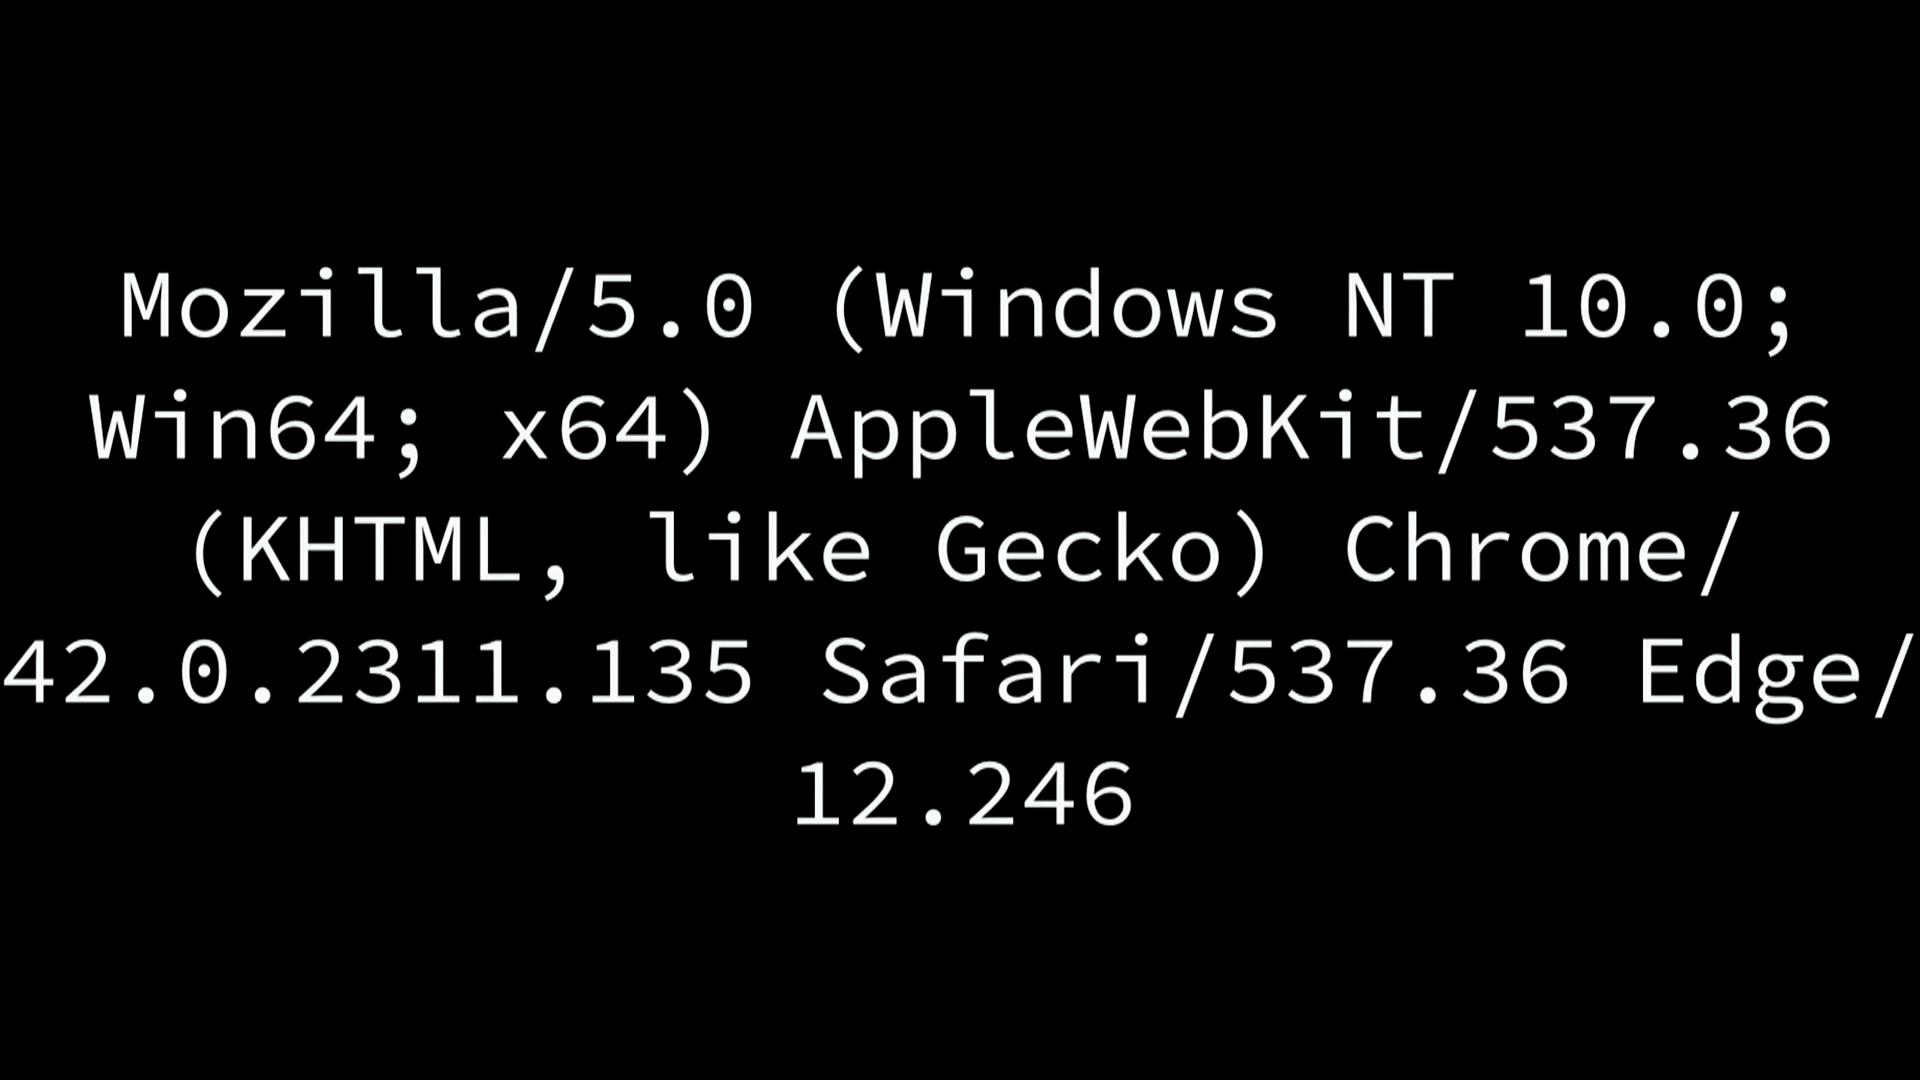 Mozilla/5.0 (Windows NT 10.0;
Win64; x64) AppleWebKit/537.36
(KHTML, like Gecko) Chrome/
42.0.2311.135 Safari/537.36 Edge/
12.246